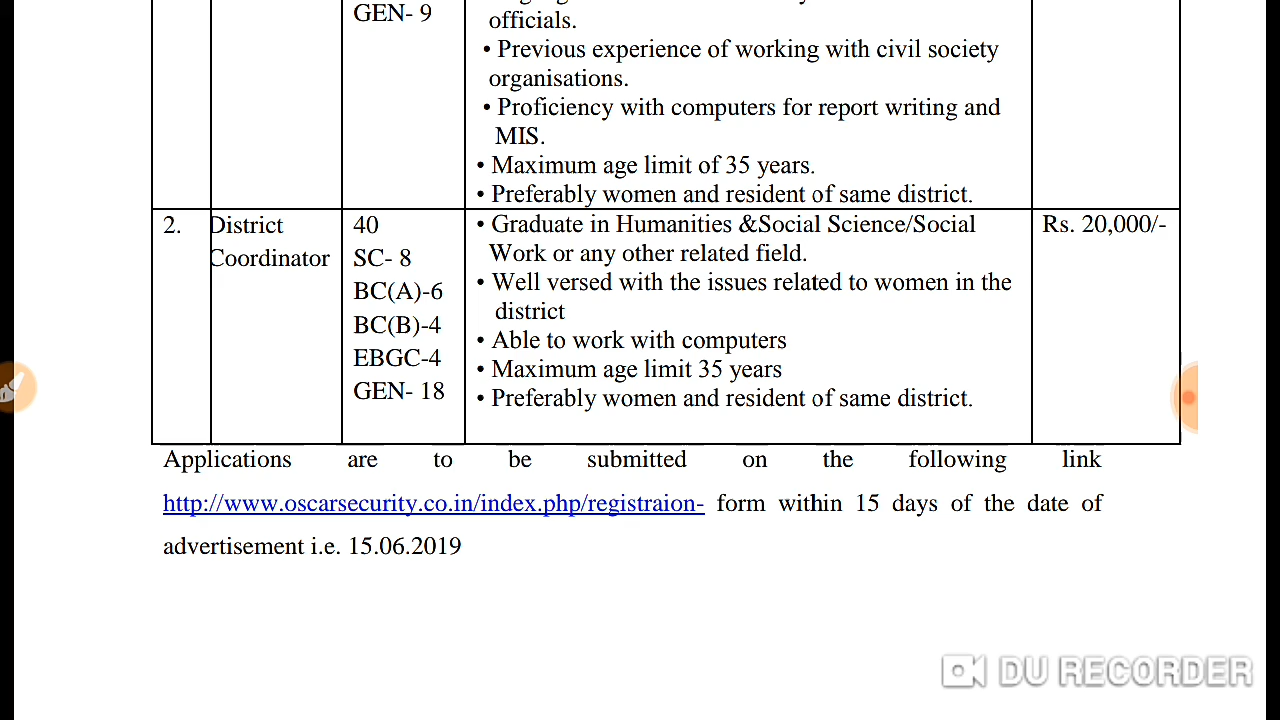 GEN- 9
officials.
• Previous experience of working with civil society
organisations.
• Proficiency with computers for report writing and
MIS.
• Maximum age limit of 35 years.
• Preferably women and resident of same district.
2.
District
Coordinator
40
SC- 8
BC(A)-6
BC(B)-4
EBGC-4
GEN- 18
• Graduate in Humanities &Social Science/Social
Work or any other related field.
• Well versed with the issues related to women in the
district
• Able to work with computers
• Maximum age limit 35 years
• Preferably women and resident of same district.
Rs. 20,000/-
Applications are to be submitted on the following link
http://www.oscarsecurity.co.in/index.php/registraion- form within 15 days of the date of
advertisement i.e. 15.06.2019
DU RECORDER